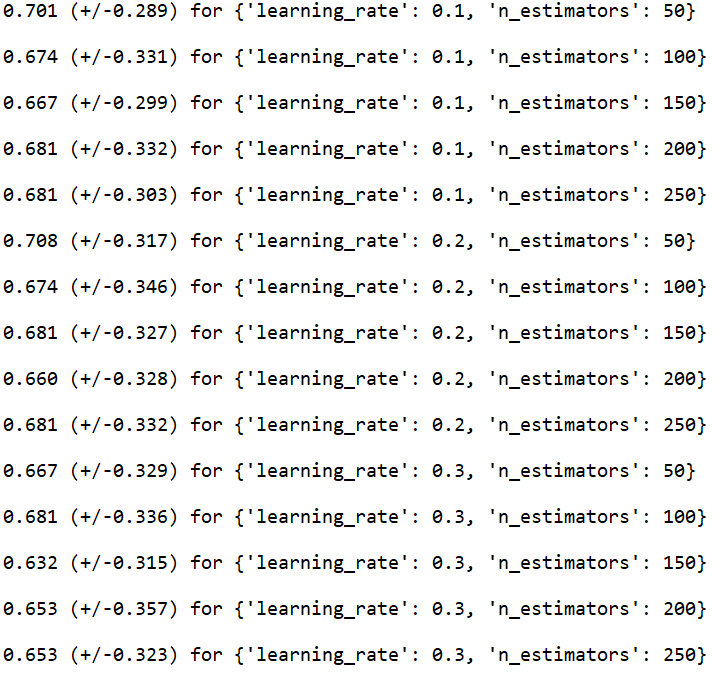 0.701 (+/-0.289) for {'learning_rate': 0.1, 'n_estimators': 50}
0.674 (+/-0.331) for {'learning_rate': 0.1, 'n_estimators': 100}
0.667 (+/-0.299) for {'learning_rate': 0.1, 'n_estimators': 150}
0.681 (+/-0.332) for {'learning_rate': 0.1, 'n_estimators': 200}
0.681 (+/-0.303) for {'learning_rate': 0.1, 'n_estimators': 250}
0.708 (+/-0.317) for {'learning_rate': 0.2, 'n_estimators': 50}
0.674 (+/-0.346) for {'learning_rate': 0.2, 'n_estimators': 100}
0.681 (+/-0.327) for {'learning_rate': 0.2, 'n_estimators': 150}
0.660 (+/-0.328) for {'learning_rate': 0.2, 'n_estimators': 200}
0.681 (+/-0.332) for {'learning_rate': 0.2, 'n_estimators': 250}
0.667 (+/-0.329) for {'learning_rate': 0.3, 'n_estimators': 50}
0.681 (+/-0.336) for {'learning_rate': 0.3, 'n_estimators': 100}
0.632 (+/-0.315) for {'learning_rate': 0.3, 'n_estimators': 150}
0.653 (+/-0.357) for {'learning_rate': 0.3, 'n_estimators': 200}
0.653 (+/-0.323) for {'learning_rate': 0.3, 'n_estimators': 250}